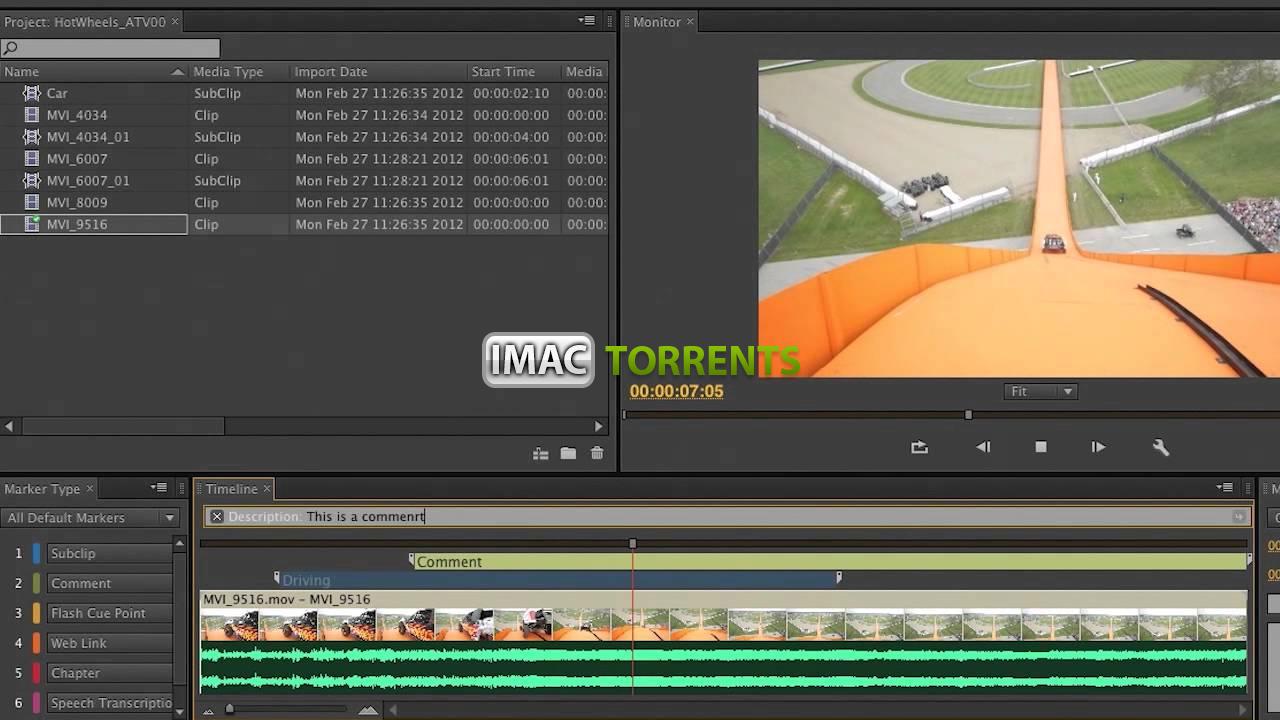 Project: HotWheels_ATV00 ×
Name Media Type Import Date Start Time Media
Car SubClip Mon Feb 27 11:26:35 2012 00:00:02:10 00:00:
MVI_4034 Clip Mon Feb 27 11:26:34 2012 00:00:00:00 00:00:
MVI_4034_01 SubClip Mon Feb 27 11:26:34 2012 00:00:04:00 00:00:
MVI_6007 Clip Mon Feb 27 11:28:21 2012 00:00:06:01 00:00:
MVI_6007_01 SubClip Mon Feb 27 11:28:21 2012 00:00:06:01 00:00:
MVI_8009 Clip Mon Feb 27 11:26:35 2012 00:00:00:00 00:00:
MVI_9516 Clip Mon Feb 27 11:26:35 2012 00:00:00:00 00:00:
Monitor ×
IMAC TORRENTS
00:00:07:05
Fit
Marker Type ×
All Default Markers
1 Subclip
2 Comment
3 Flash Cue Point
4 Web Link
5 Chapter
6 Speech Transcriptio
Timeline ×
Description: This is a commenrt
Comment
Driving
MVI_9516.mov – MVI_9516